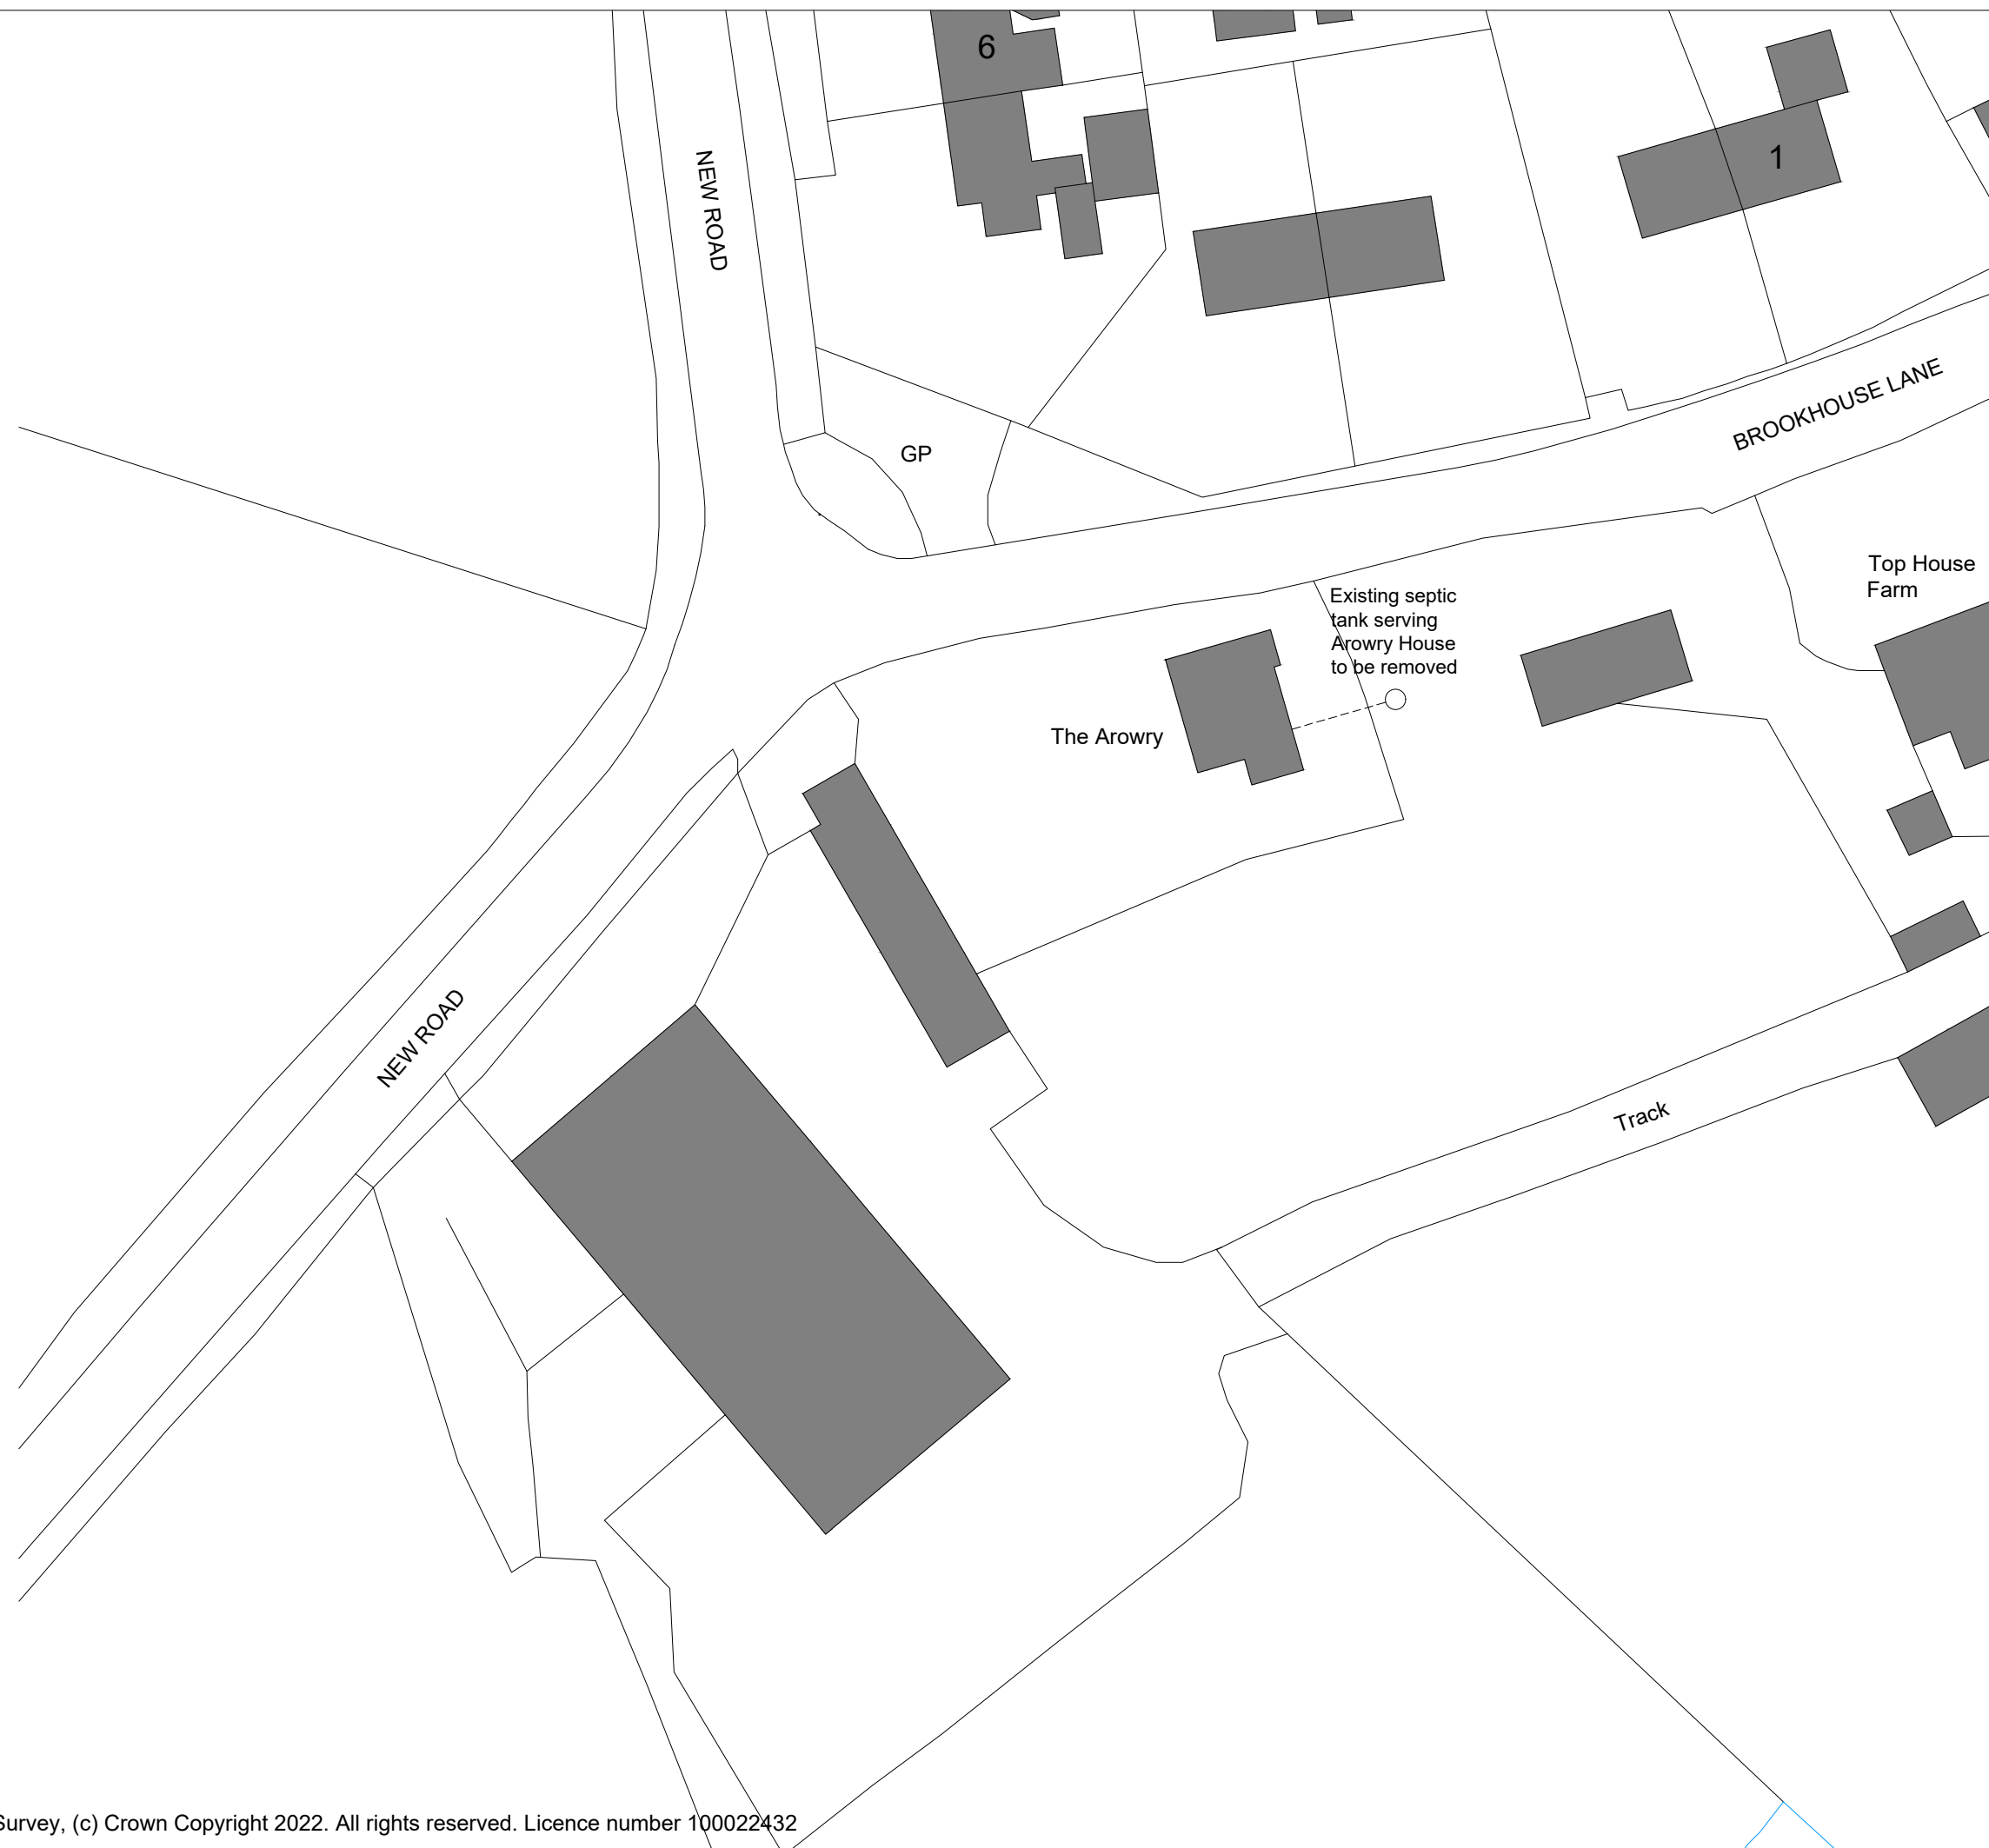 6
1
NEW ROAD
BROOKHOUSE LANE
GP
Top House
Farm
Existing septic
tank serving
Arowry House
to be removed
The Arowry
NEW ROAD
Track
Survey, (c) Crown Copyright 2022. All rights reserved. Licence number 100022432